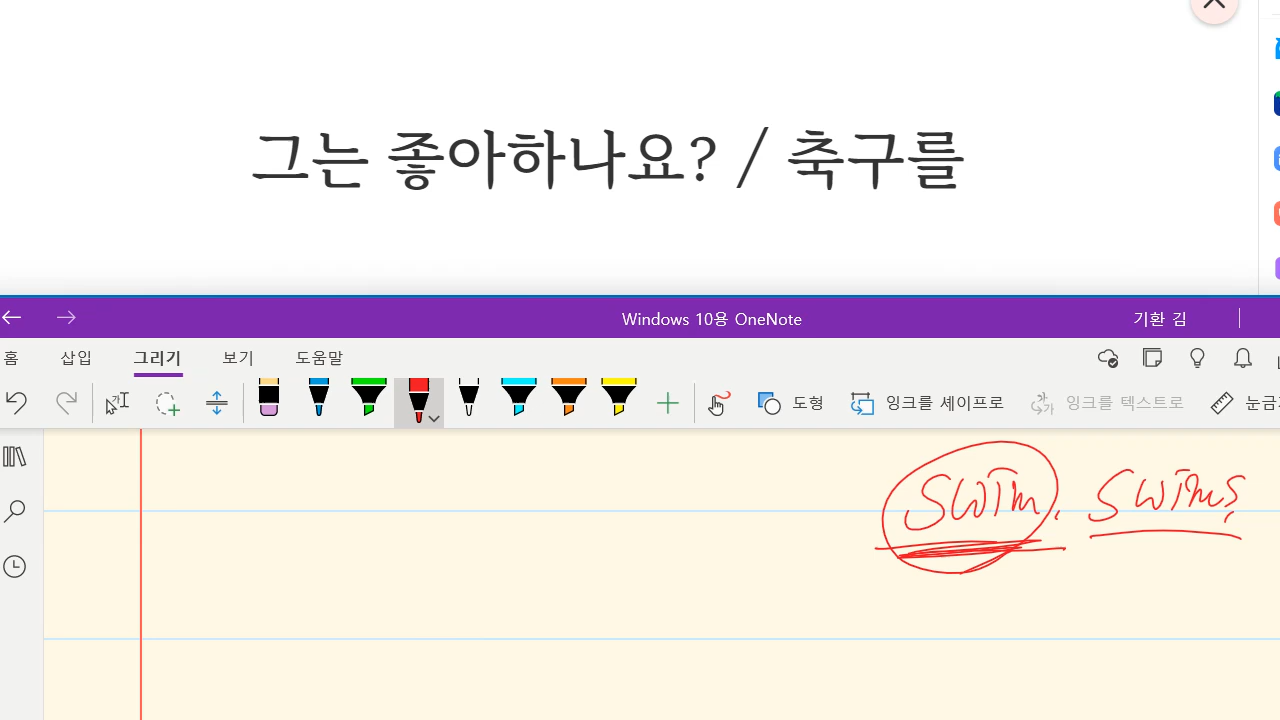 그는 좋아하나요? / 축구를
Windows 10용 OneNote 기환 김
홈 삽입 그리기 보기 도움말
도형 잉크를 셰이프로 잉크를 텍스트로 눈금
swim, swims